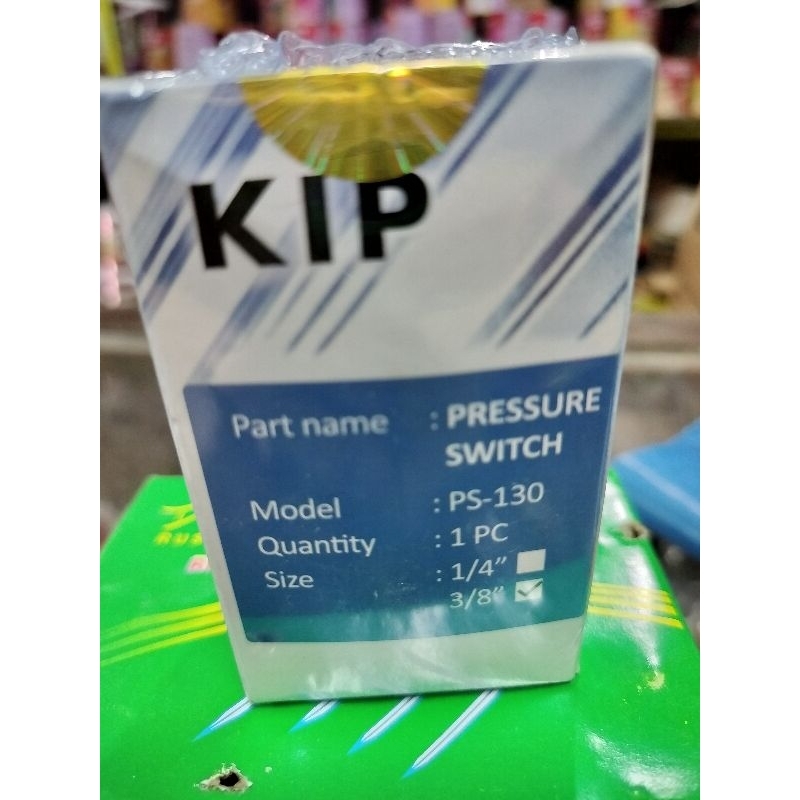 KIP
Part name : PRESSURE
SWITCH
Model : PS-130
Quantity : 1 PC
Size : 1/4”
3/8”